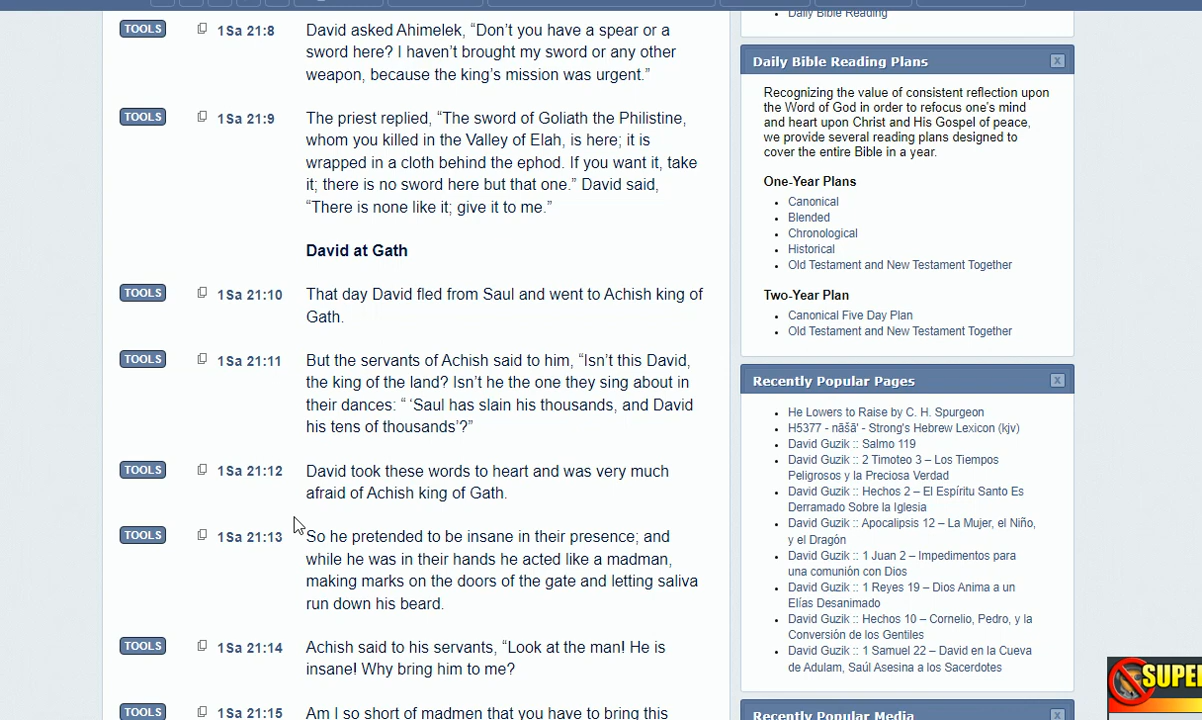 TOOLS
1Sa 21:8
David asked Ahimelek, “Don’t you have a spear or a
sword here? I haven’t brought my sword or any other
weapon, because the king’s mission was urgent.”
TOOLS
1Sa 21:9
The priest replied, “The sword of Goliath the Philistine,
whom you killed in the Valley of Elah, is here; it is
wrapped in a cloth behind the ephod. If you want it, take
it; there is no sword here but that one.” David said,
“There is none like it; give it to me.”
David at Gath
TOOLS
1Sa 21:10
That day David fled from Saul and went to Achish king of
Gath.
TOOLS
1Sa 21:11
But the servants of Achish said to him, “Isn’t this David,
the king of the land? Isn’t he the one they sing about in
their dances: “ ‘Saul has slain his thousands, and David
his tens of thousands’?”
TOOLS
1Sa 21:12
David took these words to heart and was very much
afraid of Achish king of Gath.
TOOLS
1Sa 21:13
So he pretended to be insane in their presence; and
while he was in their hands he acted like a madman,
making marks on the doors of the gate and letting saliva
run down his beard.
TOOLS
1Sa 21:14
Achish said to his servants, “Look at the man! He is
insane! Why bring him to me?
TOOLS
1Sa 21:15
Am I so short of madmen that you have to bring this
Daily Bible Reading
Daily Bible Reading Plans
x
Recognizing the value of consistent reflection upon
the Word of God in order to refocus one's mind
and heart upon Christ and His Gospel of peace,
we provide several reading plans designed to
cover the entire Bible in a year.
One-Year Plans
Canonical
Blended
Chronological
Historical
Old Testament and New Testament Together
Two-Year Plan
Canonical Five Day Plan
Old Testament and New Testament Together
Recently Popular Pages
x
He Lowers to Raise by C. H. Spurgeon
H5377 - nāšā' - Strong's Hebrew Lexicon (kjv)
David Guzik :: Salmo 119
David Guzik :: 2 Timoteo 3 – Los Tiempos
Peligrosos y la Preciosa Verdad
David Guzik :: Hechos 2 – El Espíritu Santo Es
Derramado Sobre la Iglesia
David Guzik :: Apocalipsis 12 – La Mujer, el Niño,
y el Dragón
David Guzik :: 1 Juan 2 – Impedimentos para
una comunión con Dios
David Guzik :: 1 Reyes 19 – Dios Anima a un
Elías Desanimado
David Guzik :: Hechos 10 – Cornelio, Pedro, y la
Conversión de los Gentiles
David Guzik :: 1 Samuel 22 – David en la Cueva
de Adulam, Saúl Asesina a los Sacerdotes
Recently Popular Media
x
SUPER